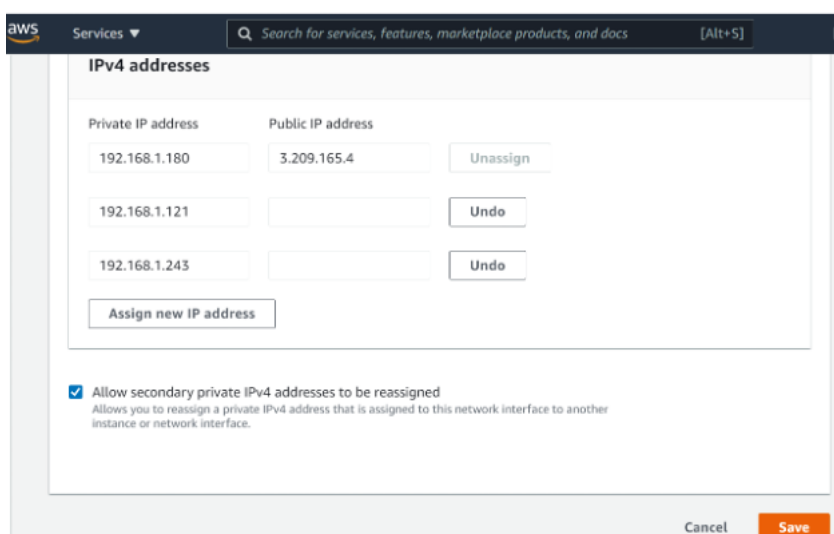 aws Services ▼ Search for services, features, marketplace products, and docs [Alt+S]
IPv4 addresses
Private IP address Public IP address
192.168.1.180 3.209.165.4 Unassign
192.168.1.121 Undo
192.168.1.243 Undo
Assign new IP address
Allow secondary private IPv4 addresses to be reassigned
Allows you to reassign a private IPv4 address that is assigned to this network interface to another
instance or network interface.
Cancel Save